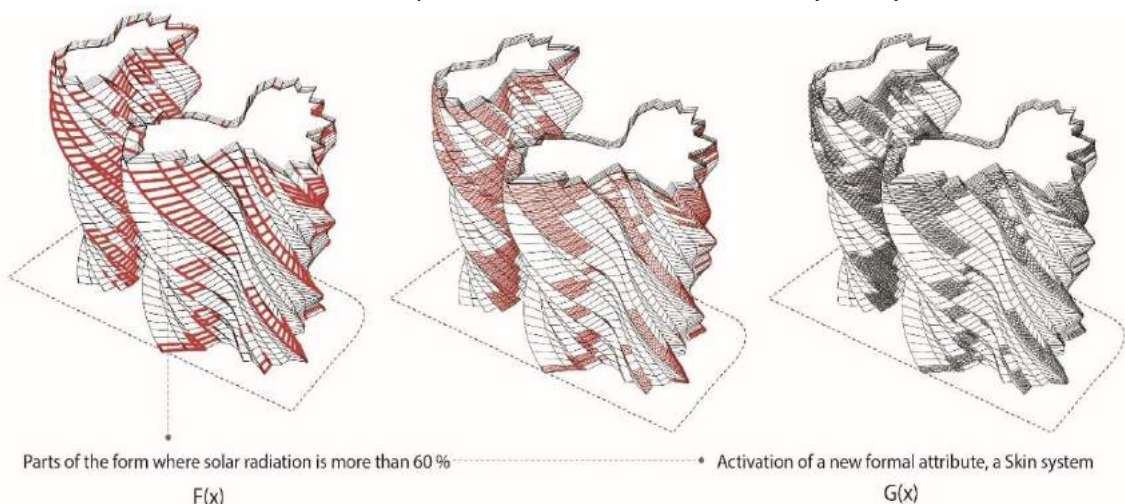 Parts of the form where solar radiation is more than 60 %
Activation of a new formal attribute, a Skin system
F(x)
G(x)